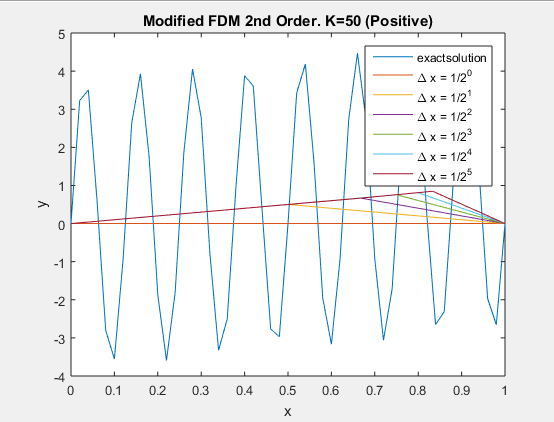 Modified FDM 2nd Order. K=50 (Positive)
5
4
3
2
1
0
-1
-2
-3
-4
y
exactsolution
Δ x = 1/2^0
Δ x = 1/2^1
Δ x = 1/2^2
Δ x = 1/2^3
Δ x = 1/2^4
Δ x = 1/2^5
0 0.1 0.2 0.3 0.4 0.5 0.6 0.7 0.8 0.9 1
x